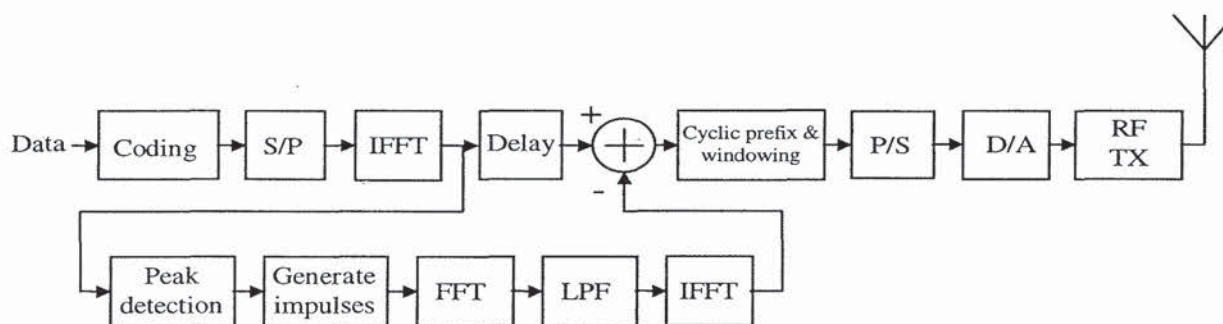 Data
Coding
S/P
IFFT
Delay
+
-
Cyclic prefix &
windowing
P/S
D/A
RF
TX
Peak
detection
Generate
impulses
FFT
LPF
IFFT